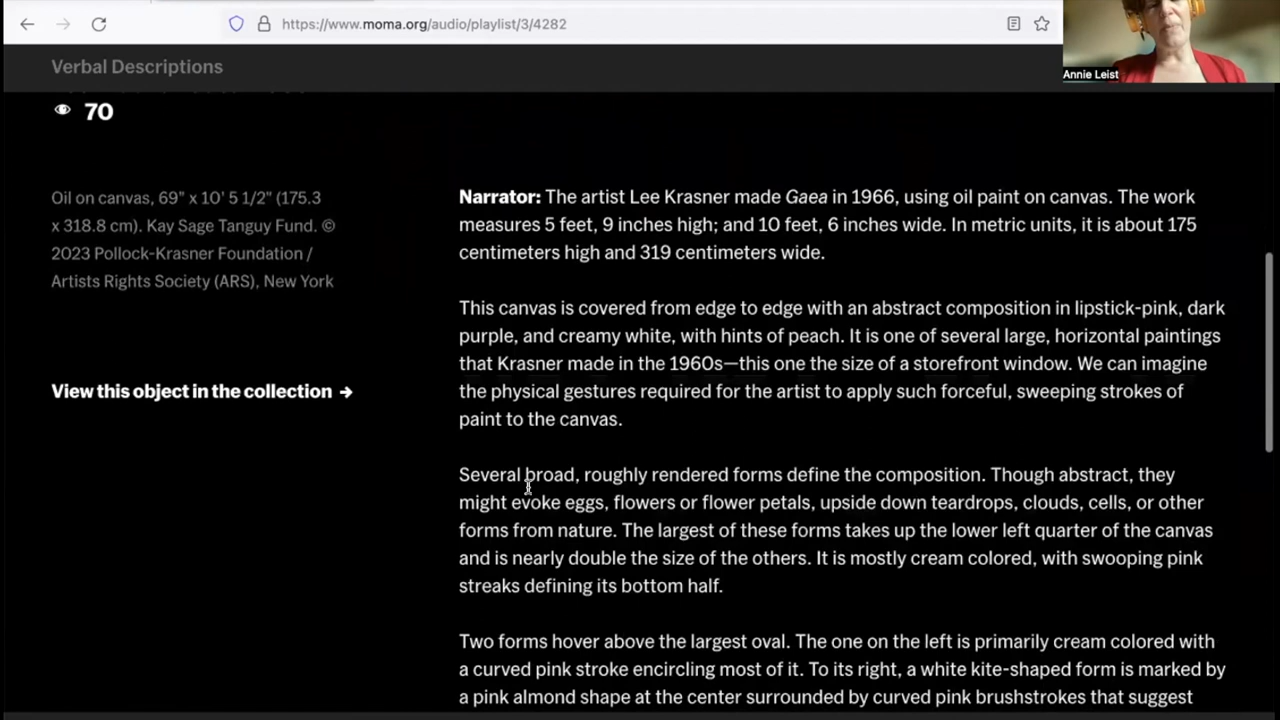 https://www.moma.org/audio/playlist/3/4282
Annie Leist
Verbal Descriptions
70
Oil on canvas, 69" x 10' 5 1/2" (175.3
x 318.8 cm). Kay Sage Tanguy Fund. ©
2023 Pollock-Krasner Foundation /
Artists Rights Society (ARS), New York
View this object in the collection →
Narrator: The artist Lee Krasner made Gaea in 1966, using oil paint on canvas. The work
measures 5 feet, 9 inches high; and 10 feet, 6 inches wide. In metric units, it is about 175
centimeters high and 319 centimeters wide.
This canvas is covered from edge to edge with an abstract composition in lipstick-pink, dark
purple, and creamy white, with hints of peach. It is one of several large, horizontal paintings
that Krasner made in the 1960s—this one the size of a storefront window. We can imagine
the physical gestures required for the artist to apply such forceful, sweeping strokes of
paint to the canvas.
Several broad, roughly rendered forms define the composition. Though abstract, they
might evoke eggs, flowers or flower petals, upside down teardrops, clouds, cells, or other
forms from nature. The largest of these forms takes up the lower left quarter of the canvas
and is nearly double the size of the others. It is mostly cream colored, with swooping pink
streaks defining its bottom half.
Two forms hover above the largest oval. The one on the left is primarily cream colored with
a curved pink stroke encircling most of it. To its right, a white kite-shaped form is marked by
a pink almond shape at the center surrounded by curved pink brushstrokes that suggest